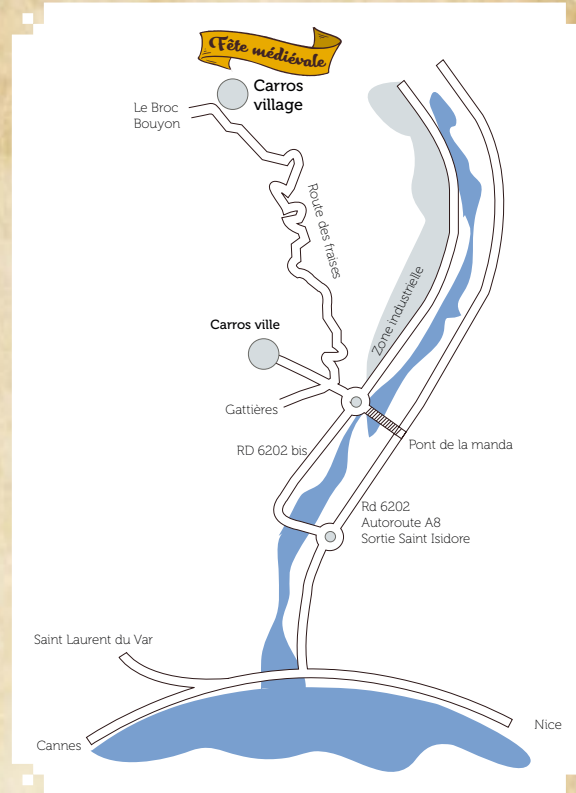 Fête médiévale
Carros
village
Le Broc
Bouyon
Route des fraises
Zone industrielle
Carros ville
Gattières
RD 6202 bis
Pont de la manda
Rd 6202
Autoroute A8
Sortie Saint Isidore
Saint Laurent du Var
Nice
Cannes